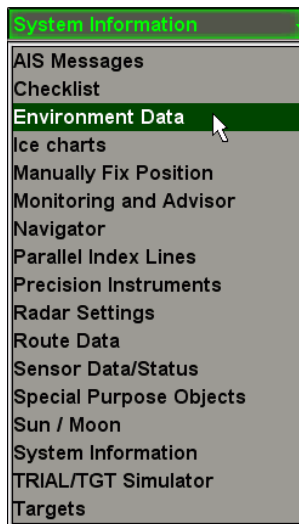 System Information
AIS Messages
Checklist
Environment Data
Ice charts
Manually Fix Position
Monitoring and Advisor
Navigator
Parallel Index Lines
Precision Instruments
Radar Settings
Route Data
Sensor Data/Status
Special Purpose Objects
Sun / Moon
System Information
TRIAL/TGT Simulator
Targets